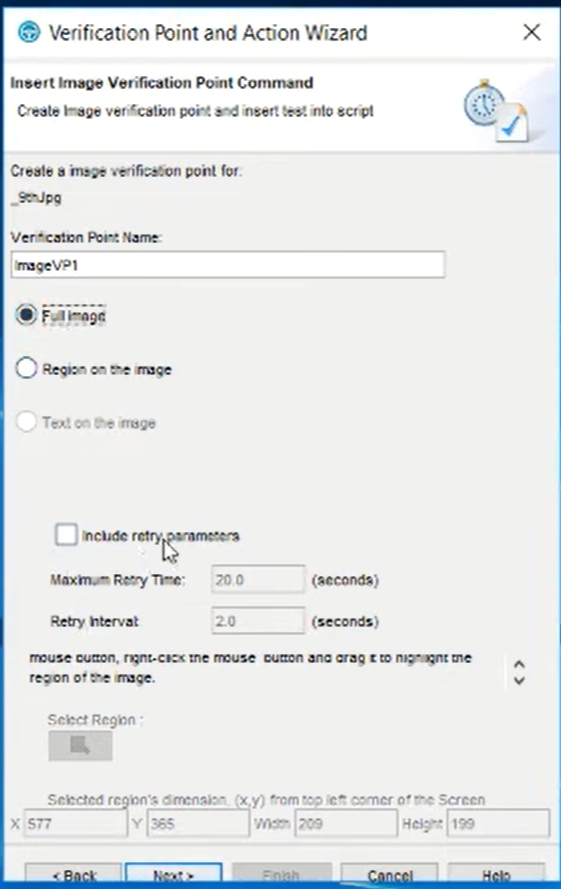 Verification Point and Action Wizard
Insert Image Verification Point Command
Create Image verification point and insert test into script
Create a image verification point for:
_9thJpg
Verification Point Name:
ImageVP1
Full image
Region on the image
Text on the image
Include retry parameters
Maximum Retry Time: 20.0 (seconds)
Retry Interval: 2.0 (seconds)
mouse button, right-click the mouse button and drag it to highlight the
region of the image.
Select Region :
Selected region's dimension, (x,y) from top left corner of the Screen
X 577 Y 365 Width 209 Height 199
< Back Next > Finish Cancel Help